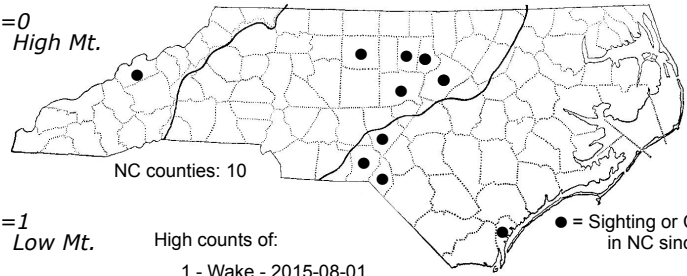 =0
High Mt.
NC counties: 10
=1
Low Mt.
High counts of:
● = Sighting or
in NC
1 - Wake - 2015-08-01